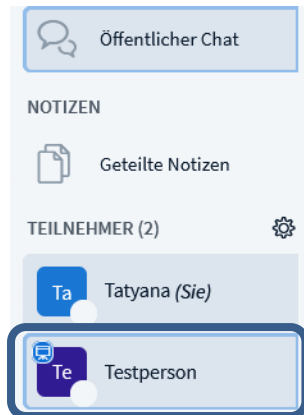 Öffentlicher Chat
NOTIZEN
Geteilte Notizen
TEILNEHMER (2)
Ta Tatyana (Sie)
Te Testperson